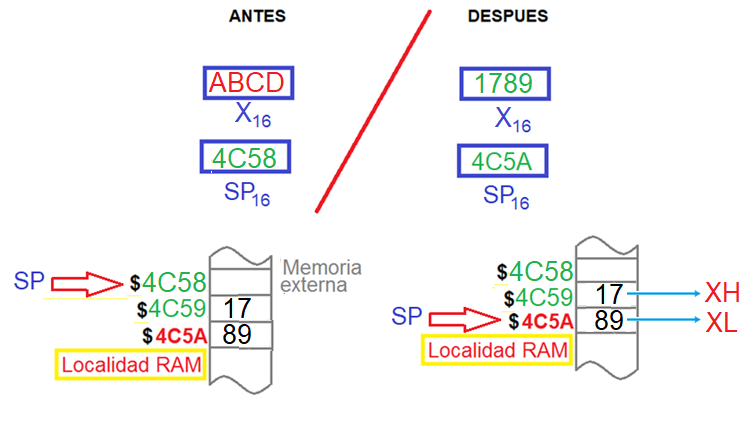 ANTES
DESPUES
ABCD
X16
4C58
SP16
1789
X16
4C5A
SP16
SP
$4C58
$4C59 17
$4C5A 89
Localidad RAM
Memoria
externa
$4C58
$4C59 17 XH
SP $4C5A 89 XL
Localidad RAM